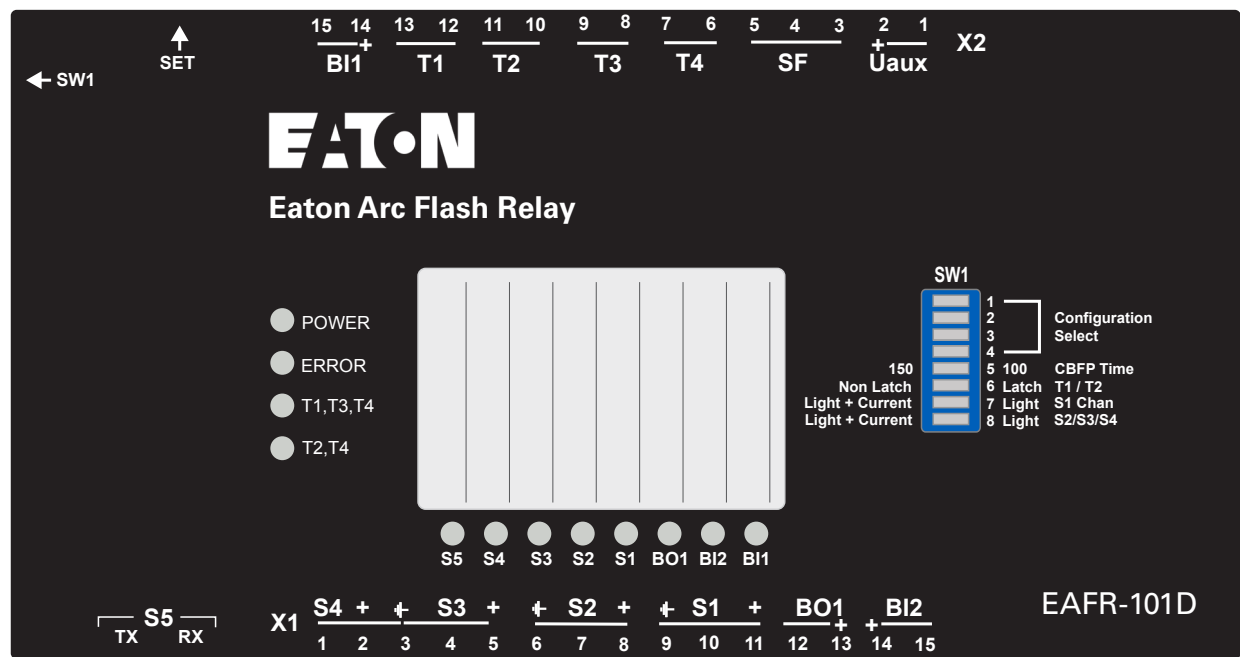 15 14 13 12 11 10 9 8 7 6 5 4 3 2 1
+ +
BI1 T1 T2 T3 T4 SF Uaux X2
SET
SW1
EATON
Eaton Arc Flash Relay
SW1
1
2 Configuration
3 Select
4
150 5 100 CBFP Time
Non Latch 6 Latch T1 / T2
Light + Current 7 Light S1 Chan
Light + Current 8 Light S2/S3/S4
POWER
ERROR
T1,T3,T4
T2,T4
S5 S4 S3 S2 S1 BO1 BI2 BI1
S5
TX RX
X1 S4 + + S3 + + S2 + + S1 + BO1 + + BI2
1 2 3 4 5 6 7 8 9 10 11 12 13 14 15
EAFR-101D